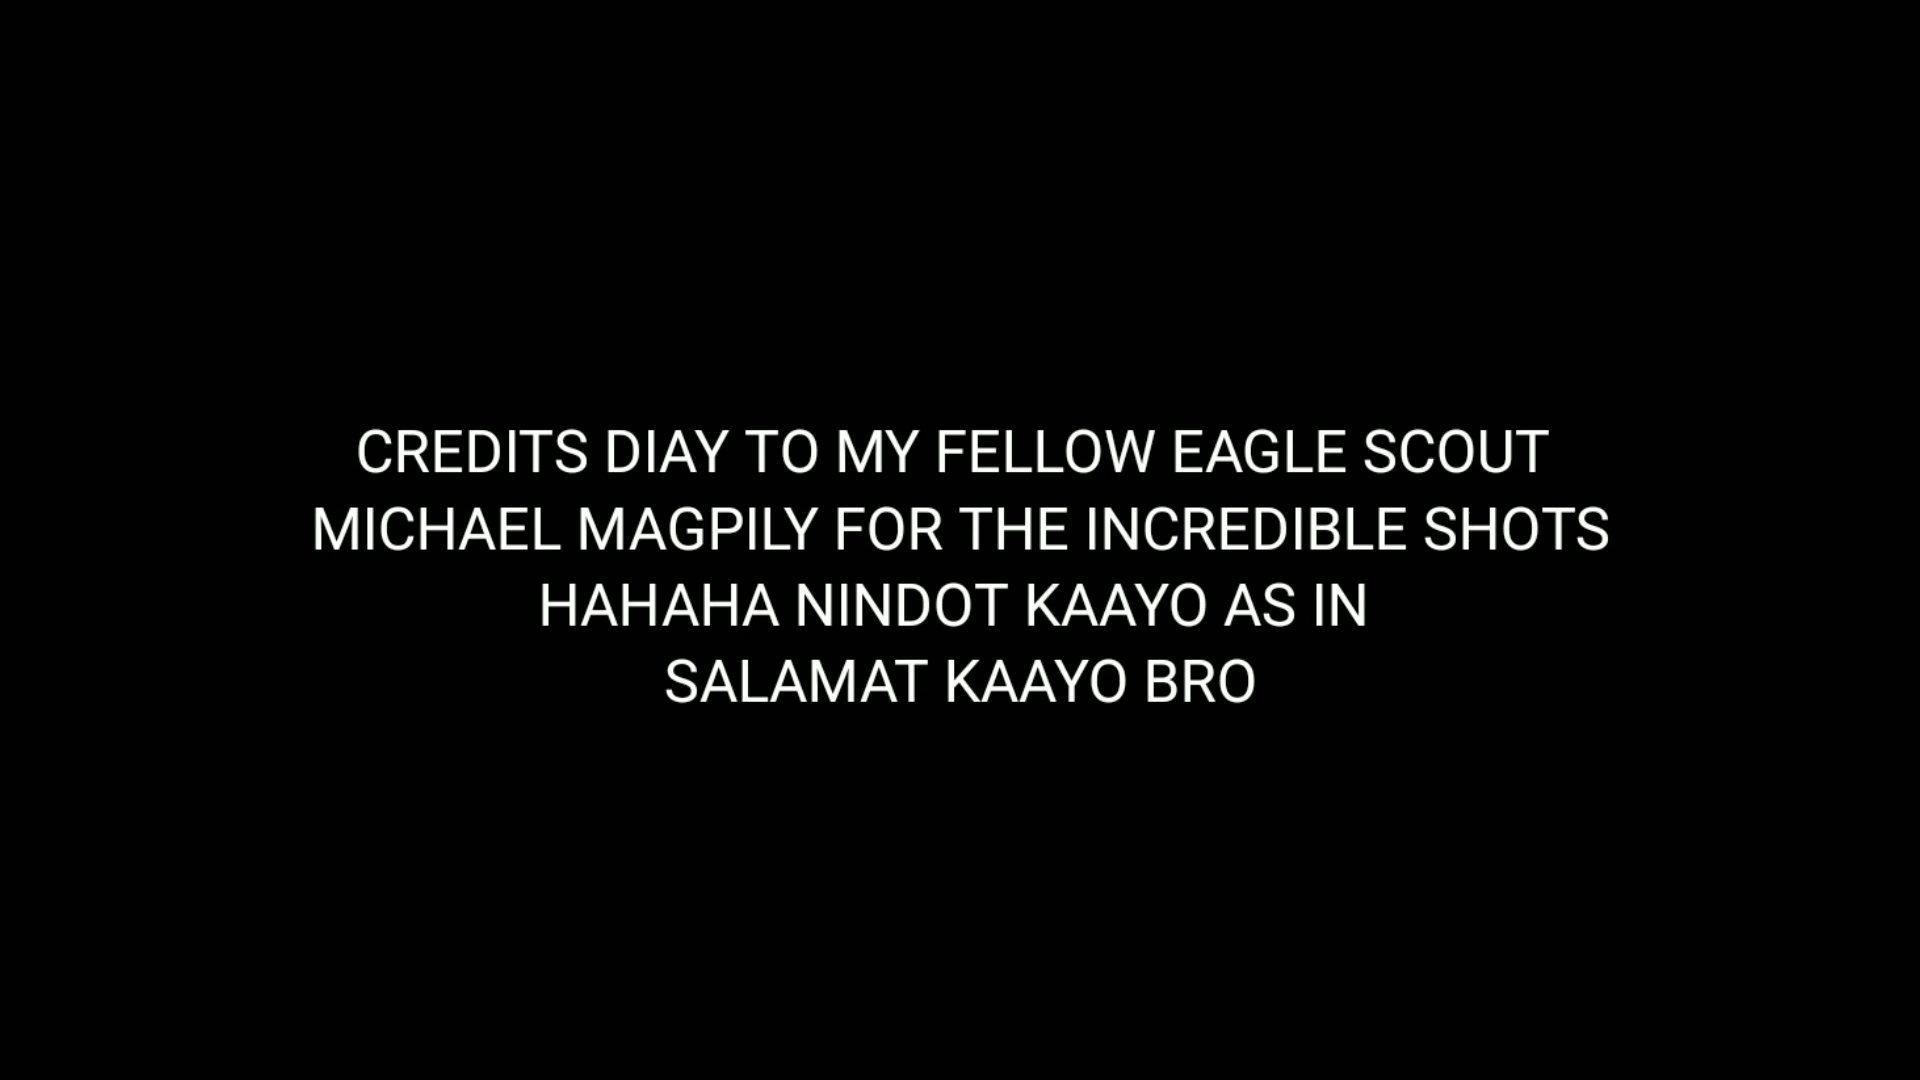 CREDITS DIAY TO MY FELLOW EAGLE SCOUT
MICHAEL MAGPILY FOR THE INCREDIBLE SHOTS
HAHAHA NINDOT KAAYO AS IN
SALAMAT KAAYO BRO